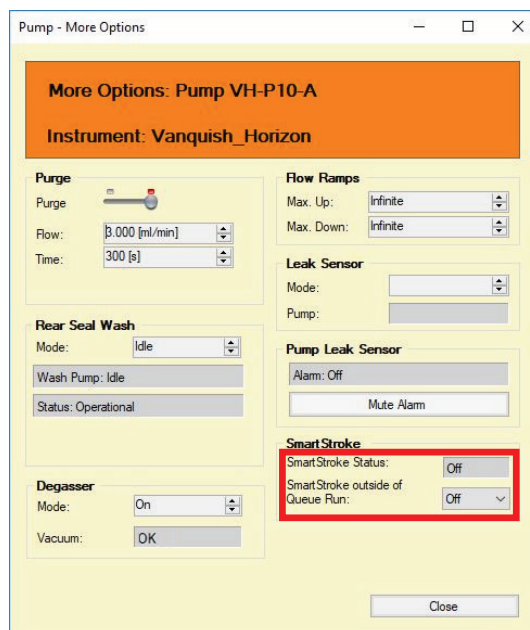 Pump - More Options
More Options: Pump VH-P10-A
Instrument: Vanquish_Horizon
Purge
Purge
Flow: 3.000 [ml/min]
Time: 300 [s]
Rear Seal Wash
Mode: Idle
Wash Pump: Idle
Status: Operational
Degasser
Mode: On
Vacuum: OK
Flow Ramps
Max. Up: Infinite
Max. Down: Infinite
Leak Sensor
Mode:
Pump:
Pump Leak Sensor
Alarm: Off
Mute Alarm
SmartStroke
SmartStroke Status: Off
SmartStroke outside of
Queue Run: Off
Close